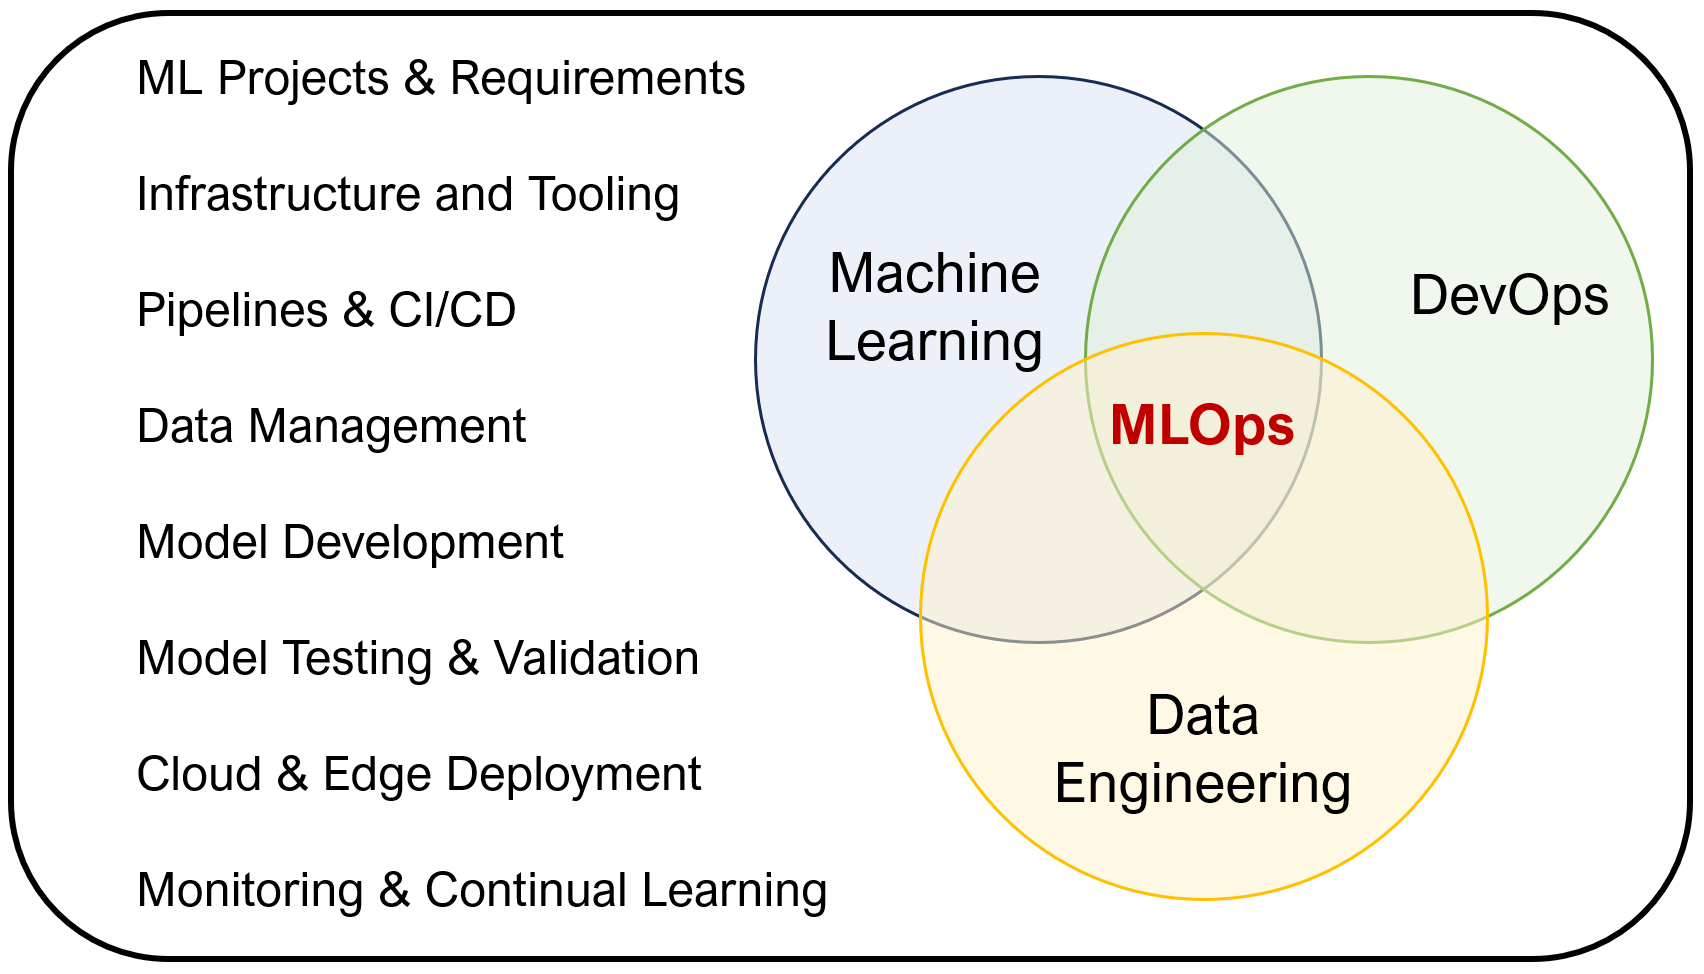 ML Projects & Requirements
Infrastructure and Tooling
Pipelines & CI/CD
Data Management
Model Development
Model Testing & Validation
Cloud & Edge Deployment
Monitoring & Continual Learning
Machine
Learning
DevOps
MLOps
Data
Engineering